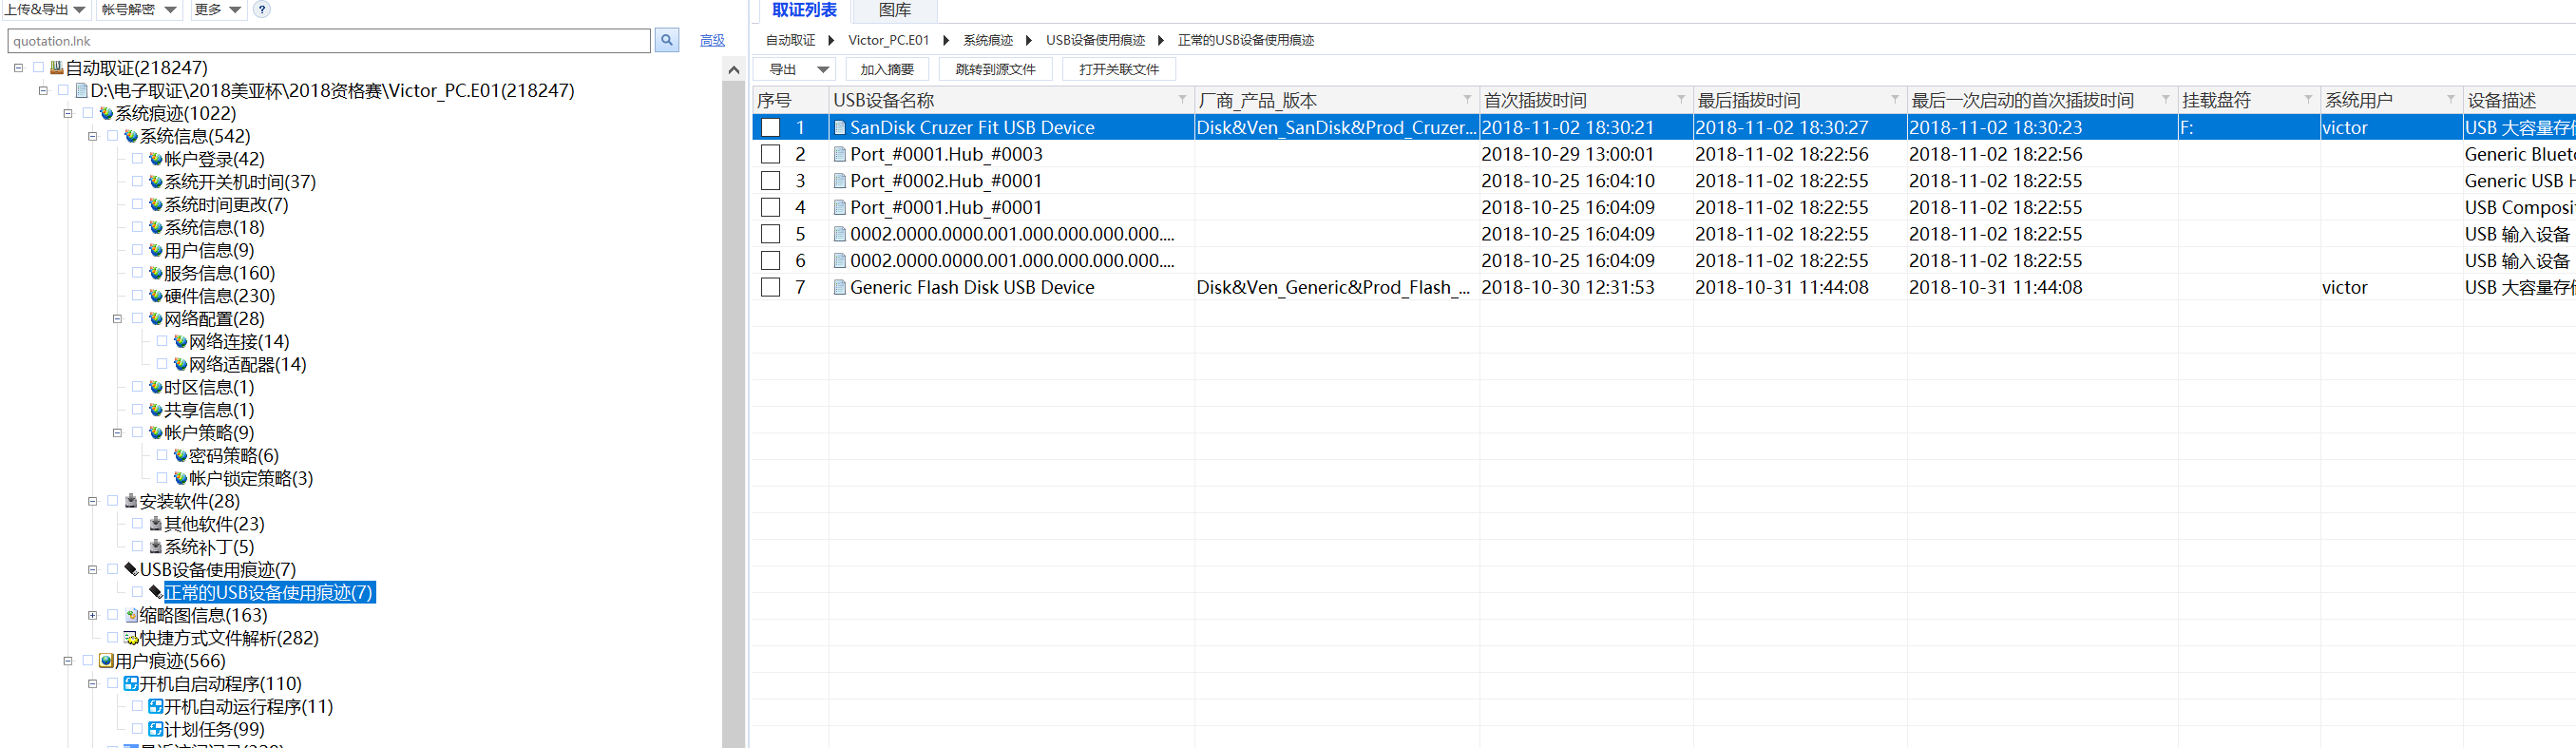 上传&导出 帐号解密 更多 ?
quotation.lnk 高级
自动取证(218247)
D:\电子取证\2018美亚杯\2018资格赛\Victor_PC.E01(218247)
系统痕迹(1022)
系统信息(542)
帐户登录(42)
系统开关机时间(37)
系统时间更改(7)
系统信息(18)
用户信息(9)
服务信息(160)
硬件信息(230)
网络配置(28)
网络连接(14)
网络适配器(14)
时区信息(1)
共享信息(1)
帐户策略(9)
密码策略(6)
帐户锁定策略(3)
安装软件(28)
其他软件(23)
系统补丁(5)
USB设备使用痕迹(7)
正常的USB设备使用痕迹(7)
缩略图信息(163)
快捷方式文件解析(282)
用户痕迹(566)
开机自启动程序(110)
开机自动运行程序(11)
计划任务(99)
取证列表 图库
自动取证 Victor_PC.E01 系统痕迹 USB设备使用痕迹 正常的USB设备使用痕迹
导出 加入摘要 跳转到源文件 打开关联文件
序号 USB设备名称 厂商_产品_版本 首次插拔时间 最后插拔时间 最后一次启动的首次插拔时间 挂载盘符 系统用户 设备描述
1 SanDisk Cruzer Fit USB Device Disk&Ven_SanDisk&Prod_Cruzer... 2018-11-02 18:30:21 2018-11-02 18:30:27 2018-11-02 18:30:23 F: victor USB 大容量存
2 Port_#0001.Hub_#0003 2018-10-29 13:00:01 2018-11-02 18:22:56 2018-11-02 18:22:56 Generic Bluet
3 Port_#0002.Hub_#0001 2018-10-25 16:04:10 2018-11-02 18:22:55 2018-11-02 18:22:55 Generic USB H
4 Port_#0001.Hub_#0001 2018-10-25 16:04:09 2018-11-02 18:22:55 2018-11-02 18:22:55 USB Composit
5 0002.0000.0000.001.000.000.000.000.... 2018-10-25 16:04:09 2018-11-02 18:22:55 2018-11-02 18:22:55 USB 输入设备
6 0002.0000.0000.001.000.000.000.000.... 2018-10-25 16:04:09 2018-11-02 18:22:55 2018-11-02 18:22:55 USB 输入设备
7 Generic Flash Disk USB Device Disk&Ven_Generic&Prod_Flash_... 2018-10-30 12:31:53 2018-10-31 11:44:08 2018-10-31 11:44:08 victor USB 大容量存